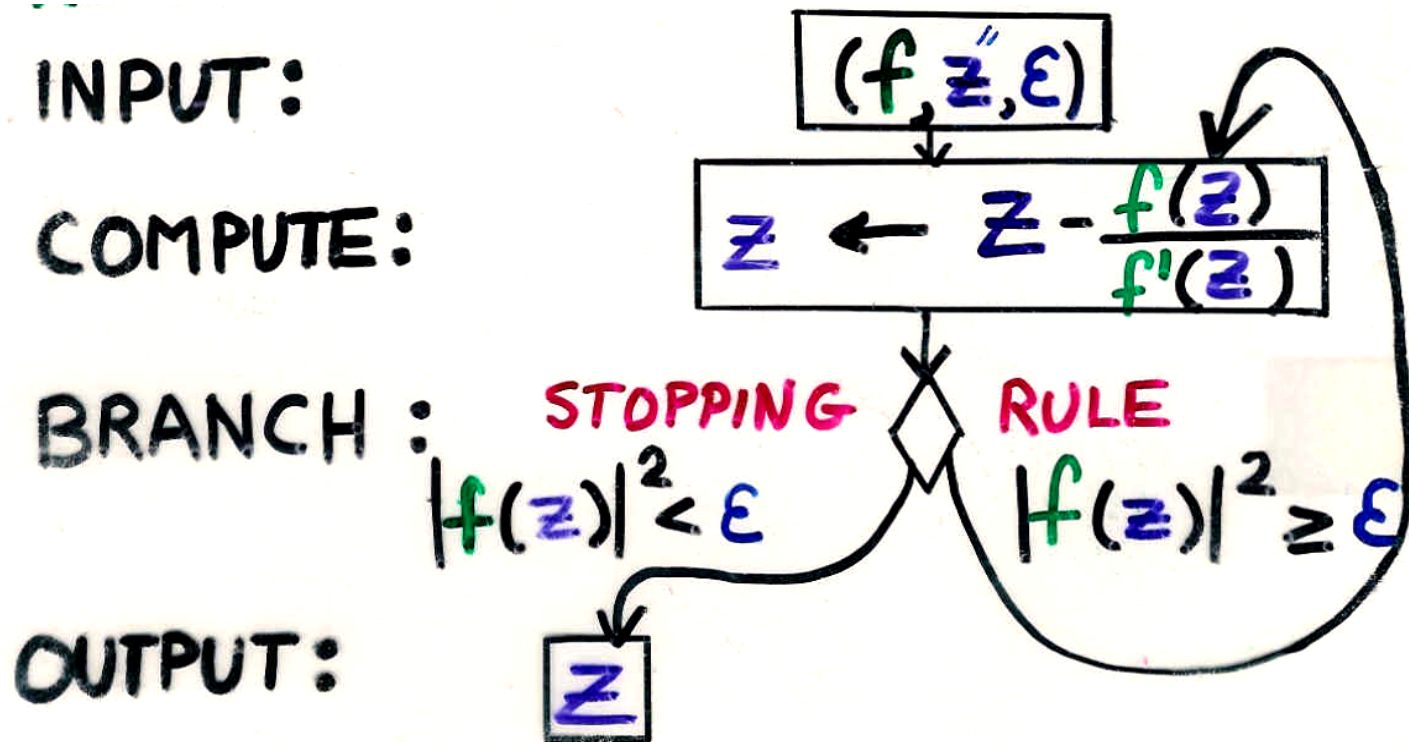 INPUT: (f, z", ε)
COMPUTE: z ← z - f(z)/f'(z)
BRANCH: STOPPING RULE
|f(z)|² < ε |f(z)|² ≥ ε
OUTPUT: z